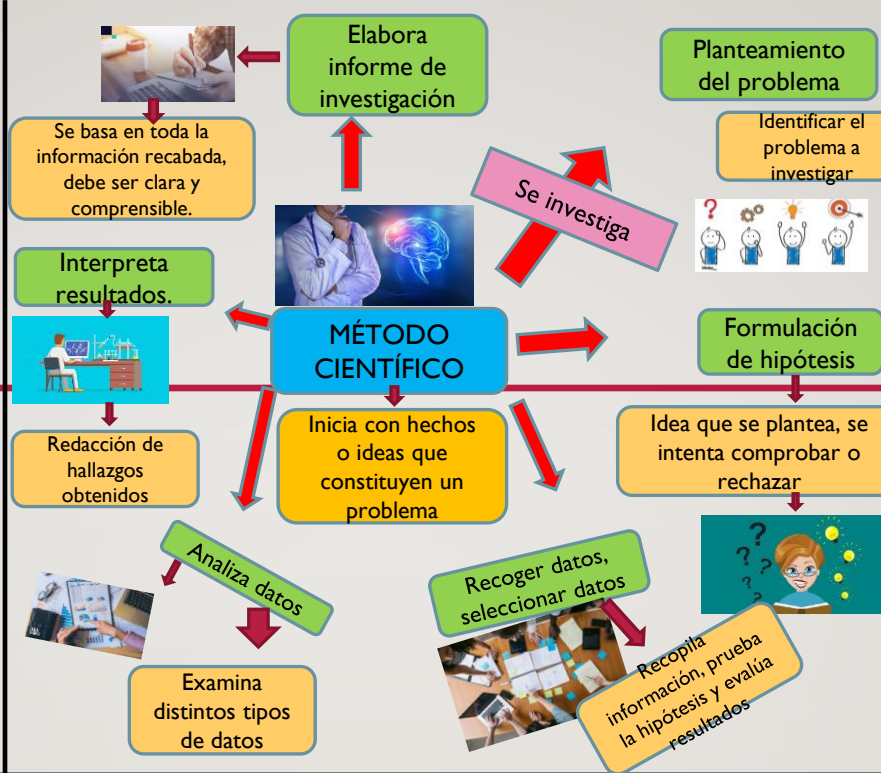 Elabora
informe de
investigación
Planteamiento
del problema
Se basa en toda la
información recabada,
debe ser clara y
comprensible.
Identificar el
problema a
investigar
Se investiga
Interpreta
resultados.
MÉTODO
CIENTÍFICO
Formulación
de hipótesis
Redacción de
hallazgos
obtenidos
Inicia con hechos
o ideas que
constituyen un
problema
Idea que se plantea, se
intenta comprobar o
rechazar
Analiza datos
Recoger datos,
seleccionar datos
Examina
distintos tipos
de datos
Recopila
información, prueba
la hipótesis y evalúa
resultados